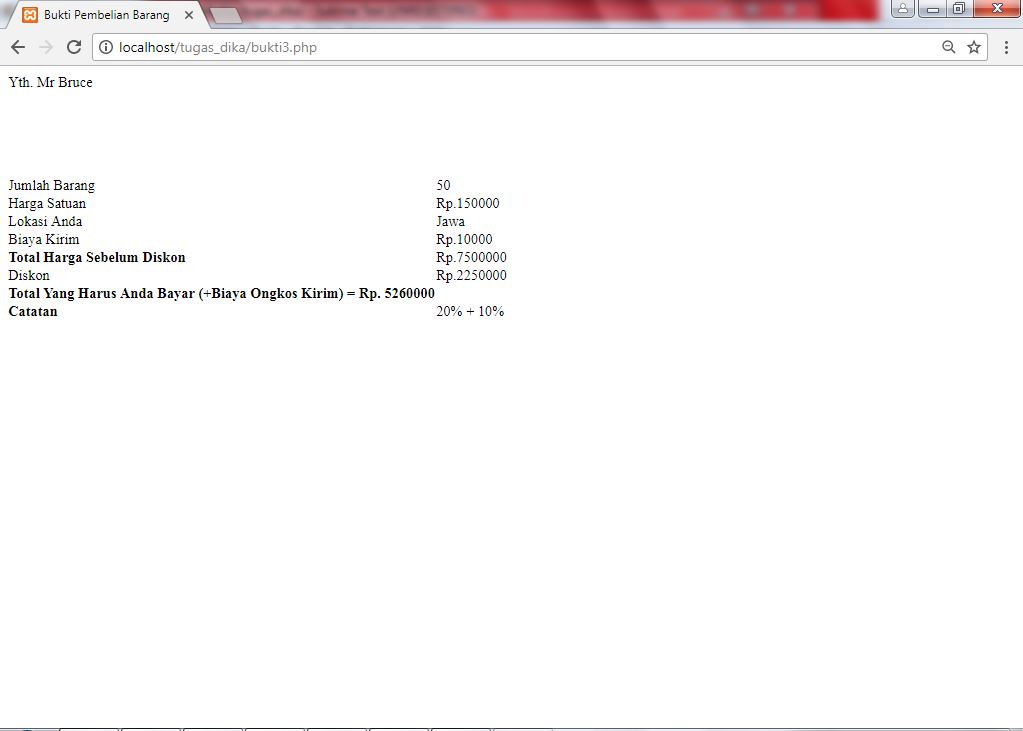 Bukti Pembelian Barang
localhost/tugas_dika/bukti3.php
Yth. Mr Bruce
Jumlah Barang 50
Harga Satuan Rp.150000
Lokasi Anda Jawa
Biaya Kirim Rp.10000
Total Harga Sebelum Diskon Rp.7500000
Diskon Rp.2250000
Total Yang Harus Anda Bayar (+Biaya Ongkos Kirim) = Rp. 5260000
Catatan 20% + 10%